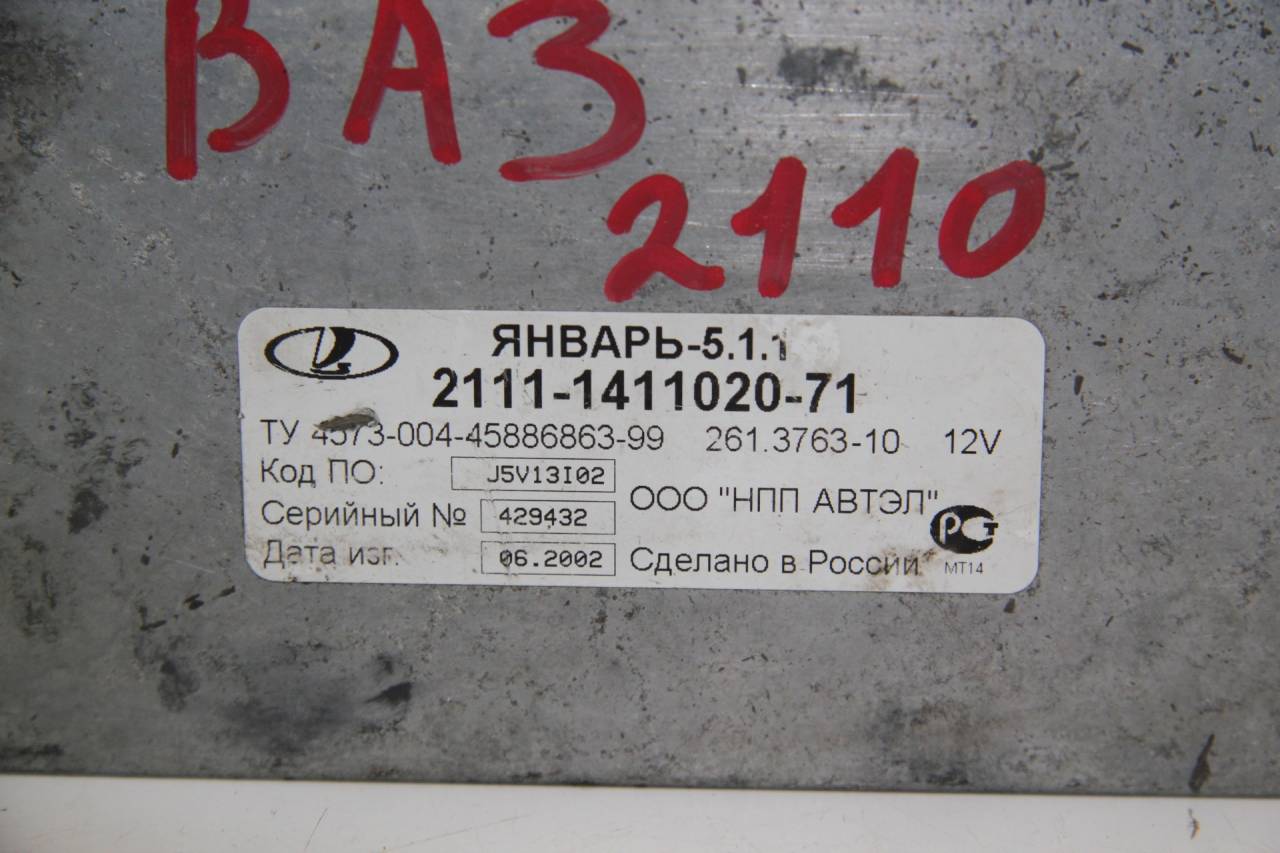 ВАЗ
2110
ЯНВАРЬ-5.1.1
2111-1411020-71
ТУ 4573-004-45886863-99 261.3763-10 12V
Код ПО: J5V13I02
ООО "НПП АВТЭЛ"
Серийный № 429432
РСТ
Дата изг. 06.2002 Сделано в России МТ14